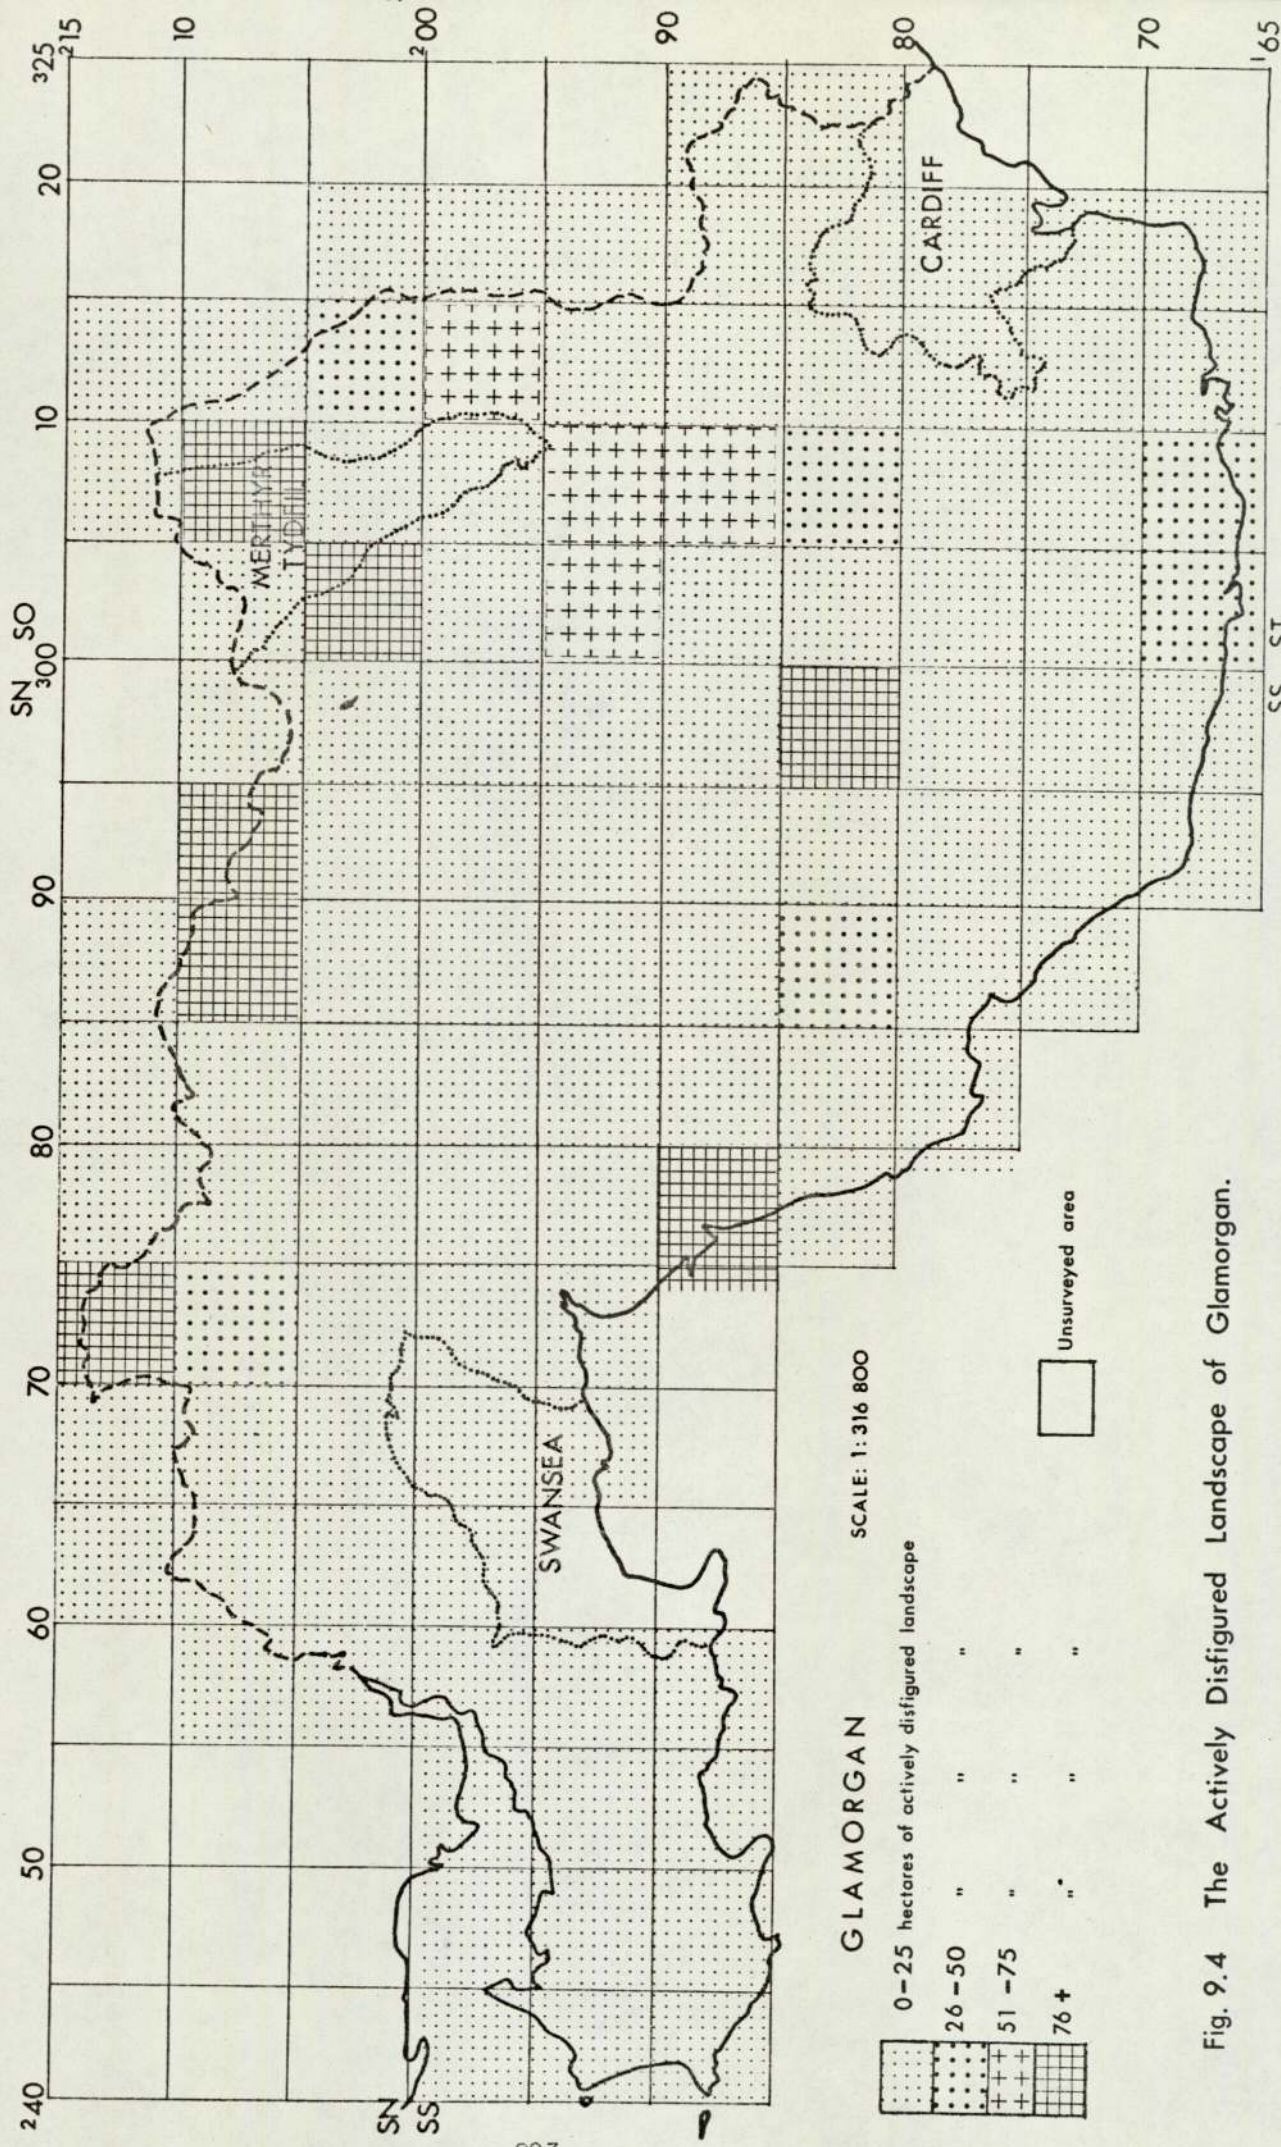 SN SO
²40
50
60
70
80
90
³00
10
20
325
²15
10
²00
90
80
70
¹65
SN
SS
SS ST
MERTHYR
TYDFIL
SWANSEA
CARDIFF
GLAMORGAN
SCALE: 1:316 800
0–25 hectares of actively disfigured landscape
26–50 " " "
51–75 " " "
76+ " " "
Unsurveyed area
Fig. 9.4 The Actively Disfigured Landscape of Glamorgan.